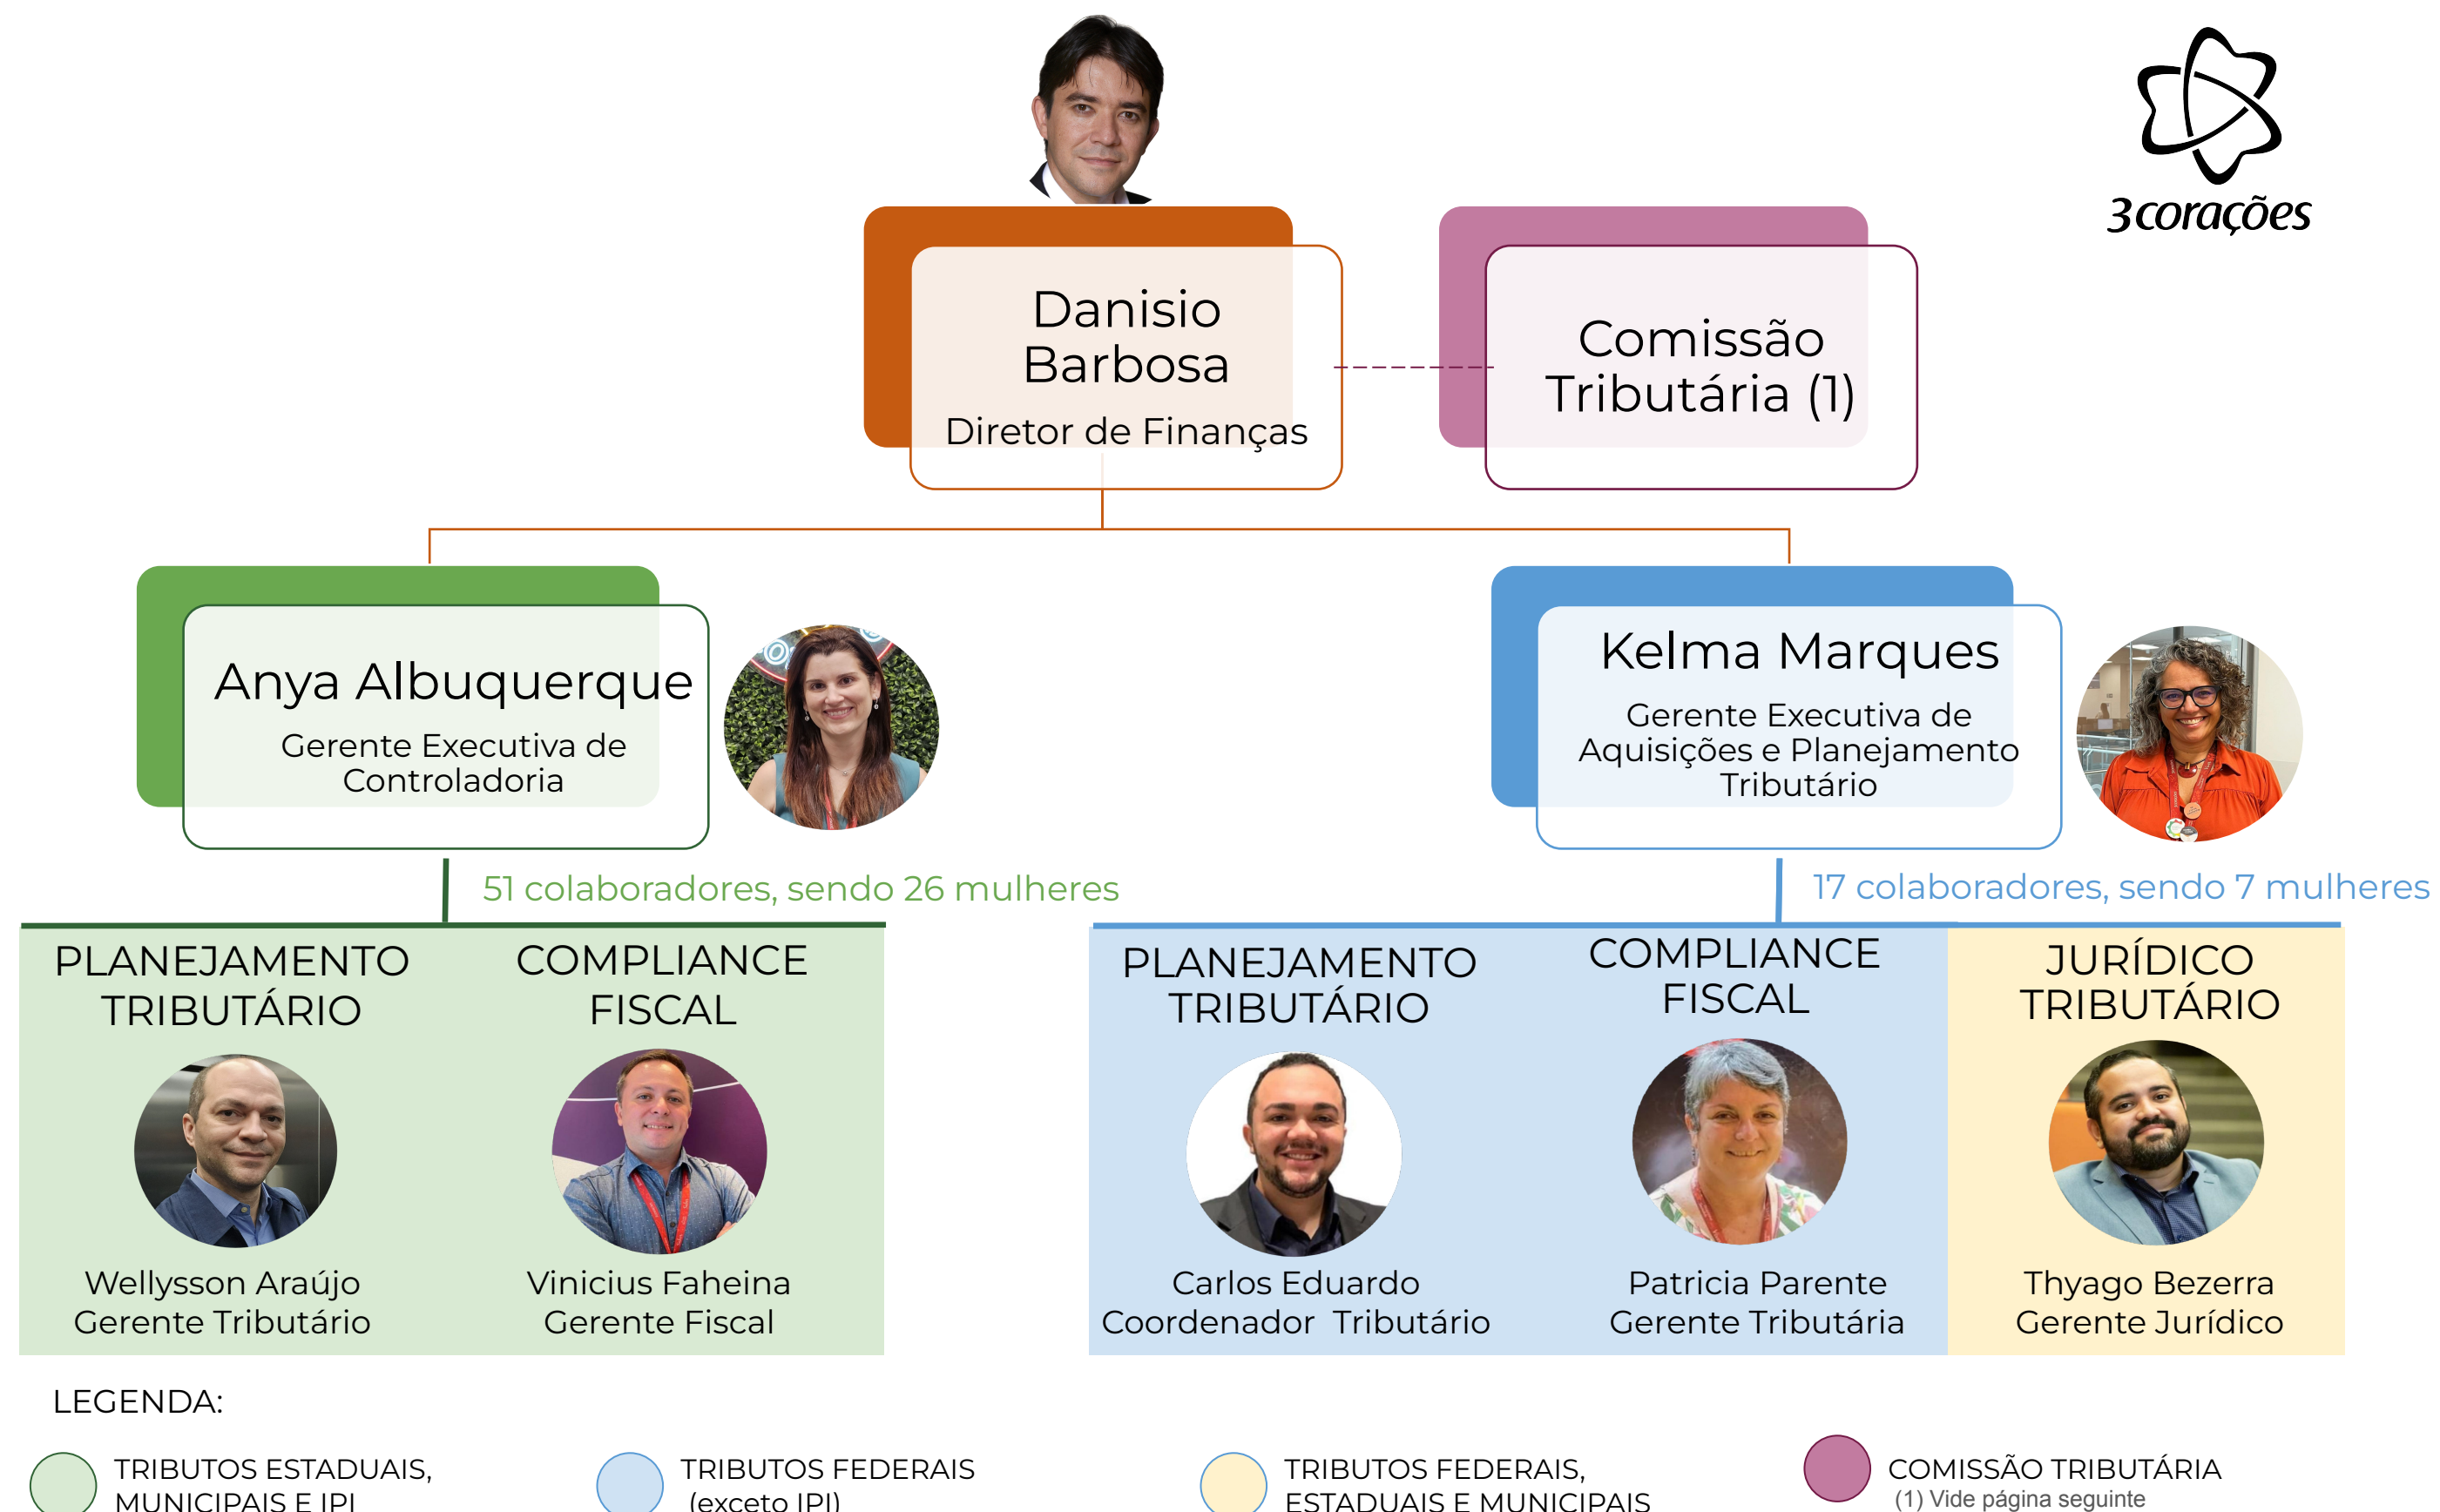 3corações
Danisio
Barbosa
Diretor de Finanças
Comissão
Tributária (1)
Anya Albuquerque
Gerente Executiva de
Controladoria
Kelma Marques
Gerente Executiva de
Aquisições e Planejamento
Tributário
51 colaboradores, sendo 26 mulheres
17 colaboradores, sendo 7 mulheres
PLANEJAMENTO
TRIBUTÁRIO
COMPLIANCE
FISCAL
PLANEJAMENTO
TRIBUTÁRIO
COMPLIANCE
FISCAL
JURÍDICO
TRIBUTÁRIO
Wellysson Araújo
Gerente Tributário
Vinicius Faheina
Gerente Fiscal
Carlos Eduardo
Coordenador Tributário
Patricia Parente
Gerente Tributária
Thyago Bezerra
Gerente Jurídico
LEGENDA:
TRIBUTOS ESTADUAIS,
MUNICIPAIS E IPI
TRIBUTOS FEDERAIS
(exceto IPI)
TRIBUTOS FEDERAIS,
ESTADUAIS E MUNICIPAIS
COMISSÃO TRIBUTÁRIA
(1) Vide página seguinte